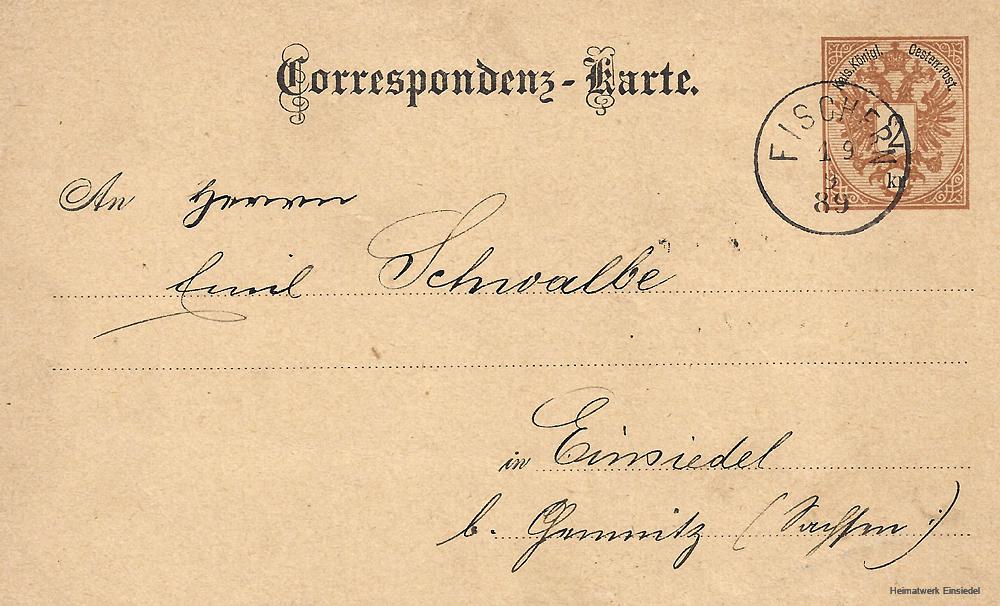 Correspondenz-Karte.
Kais. Königl. Oesterr. Post.
2
kr
FISCHERN
19
89
An Herrn
Emil Schwalbe
in Einsiedel
b. Chemnitz (Sachsen.)
Heimatwerk Einsiedel